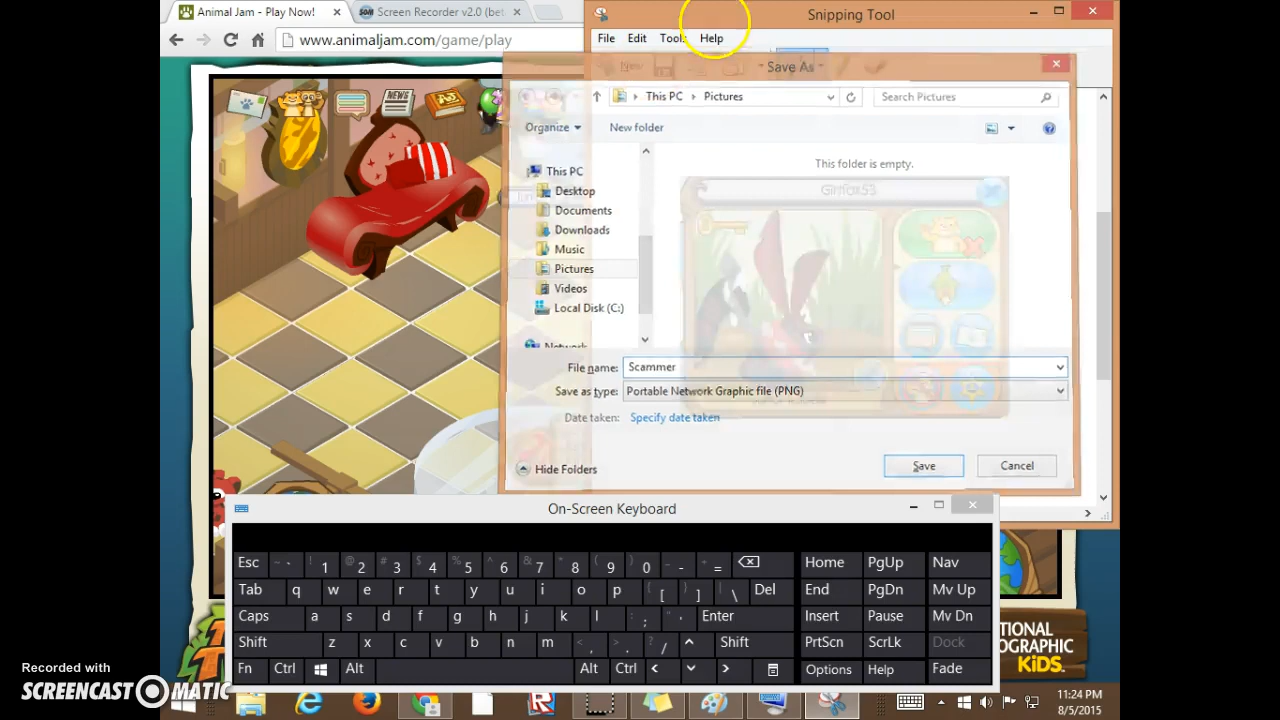 Animal Jam - Play Now!
Screen Recorder v2.0 (bet
Snipping Tool
www.animaljam.com/game/play
File Edit Tools Help
New
Save As
This PC Pictures
Search Pictures
NEWS
AJ
Organize
New folder
This PC
Desktop
Documents
Downloads
Music
Pictures
Videos
Local Disk (C:)
Network
This folder is empty.
File name: Scammer
Save as type: Portable Network Graphic file (PNG)
Date taken: Specify date taken
Hide Folders
Save
Cancel
On-Screen Keyboard
Esc ~ ` ! 1 @ 2 # 3 $ 4 % 5 ^ 6 & 7 * 8 ( 9 ) 0 _ - + = Home PgUp Nav
Tab q w e r t y u i o p { [ } ] | \ Del End PgDn Mv Up
Caps a s d f g h j k l : ; " ' Enter Insert Pause Mv Dn
Shift z x c v b n m < , > . ? / Shift PrtScn ScrLk Dock
Fn Ctrl Alt Alt Ctrl Options Help Fade
TIONAL
OGRAPHIC
KiDS
Recorded with
SCREENCAST MATIC
11:24 PM
8/5/2015